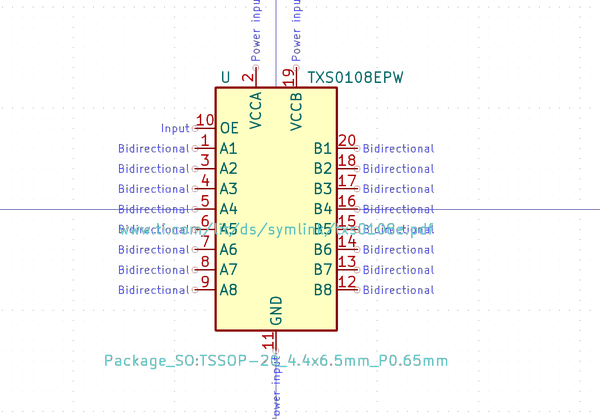 Power input
Power input
U
2
19
TXS0108EPW
VCCA
VCCB
Input 10 OE
Bidirectional 1 A1 B1 20 Bidirectional
Bidirectional 3 A2 B2 18 Bidirectional
Bidirectional 4 A3 B3 17 Bidirectional
Bidirectional 5 A4 B4 16 Bidirectional
Bidirectional 6 A5 B5 15 Bidirectional
Bidirectional 7 A6 B6 14 Bidirectional
Bidirectional 8 A7 B7 13 Bidirectional
Bidirectional 9 A8 B8 12 Bidirectional
GND
11
Package_SO:TSSOP-20_4.4x6.5mm_P0.65mm
ower input